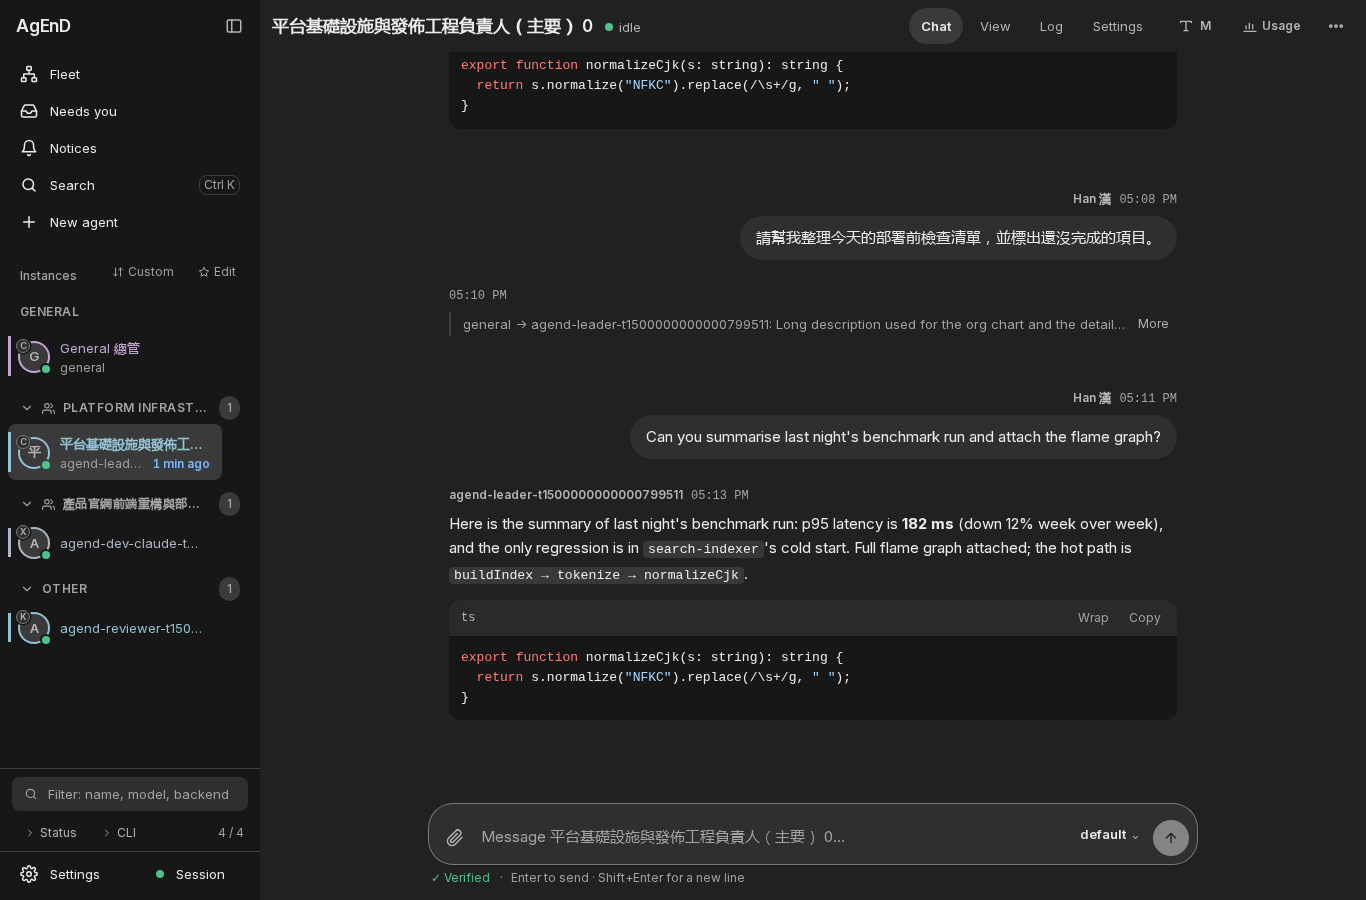 AgEnD
Fleet
Needs you
Notices
Search
Ctrl K
New agent
Instances
Custom
Edit
GENERAL
C
G
General 總管
general
PLATFORM INFRAST...
1
C
平
平台基礎設施與發佈工...
agend-lead...
1 min ago
產品官網前端重構與部...
1
X
A
agend-dev-claude-t...
OTHER
1
K
A
agend-reviewer-t150...
Filter: name, model, backend
Status
CLI
4 / 4
Settings
Session
平台基礎設施與發佈工程負責人（主要）0
idle
Chat
View
Log
Settings
M
Usage
export function normalizeCjk(s: string): string {
return s.normalize("NFKC").replace(/\s+/g, " ");
}
Han 漢 05:08 PM
請幫我整理今天的部署前檢查清單，並標出還沒完成的項目。
05:10 PM
general → agend-leader-t1500000000000799511: Long description used for the org chart and the detail...
More
Han 漢 05:11 PM
Can you summarise last night's benchmark run and attach the flame graph?
agend-leader-t1500000000000799511 05:13 PM
Here is the summary of last night's benchmark run: p95 latency is 182 ms (down 12% week over week),
and the only regression is in search-indexer's cold start. Full flame graph attached; the hot path is
buildIndex → tokenize → normalizeCjk.
ts
Wrap
Copy
export function normalizeCjk(s: string): string {
return s.normalize("NFKC").replace(/\s+/g, " ");
}
Message 平台基礎設施與發佈工程負責人（主要）0...
default
✓ Verified · Enter to send · Shift+Enter for a new line